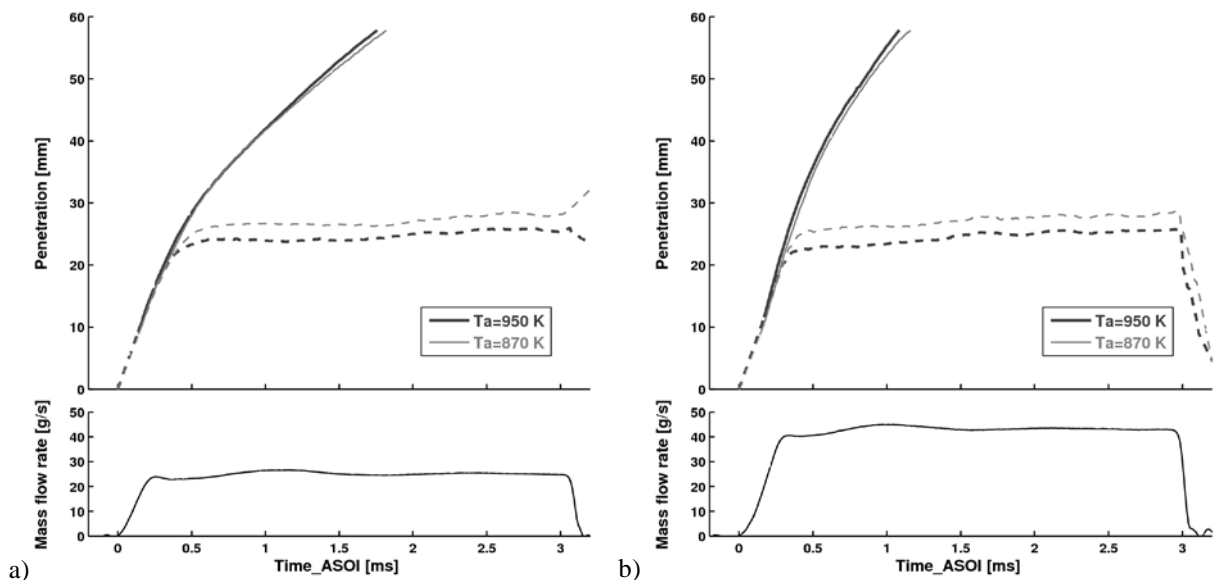 60
50
40
30
20
10
0
Penetration [mm]
Ta=950 K
Ta=870 K
50
40
30
20
10
0
Mass flow rate [g/s]
0 0.5 1 1.5 2 2.5 3
Time_ASOI [ms]
a)
60
50
40
30
20
10
0
Penetration [mm]
Ta=950 K
Ta=870 K
50
40
30
20
10
0
Mass flow rate [g/s]
0 0.5 1 1.5 2 2.5 3
Time_ASOI [ms]
b)